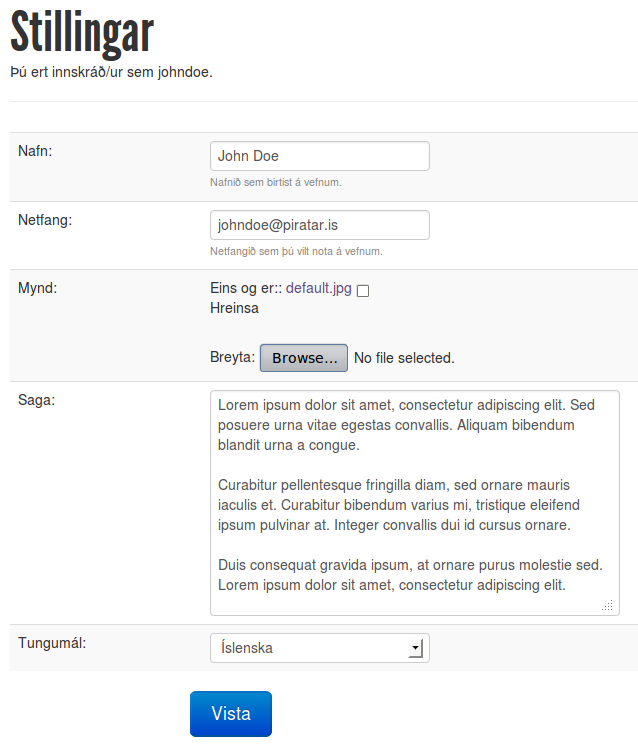 Stillingar
Þú ert innskráð/ur sem johndoe.
Nafn:
John Doe
Nafnið sem birtist á vefnum.
Netfang:
johndoe@piratar.is
Netfangið sem þú vilt nota á vefnum.
Mynd:
Eins og er:: default.jpg
Hreinsa
Breyta: Browse... No file selected.
Saga:
Lorem ipsum dolor sit amet, consectetur adipiscing elit. Sed
posuere urna vitae egestas convallis. Aliquam bibendum
blandit urna a congue.
Curabitur pellentesque fringilla diam, sed ornare mauris
iaculis et. Curabitur bibendum varius mi, tristique eleifend
ipsum pulvinar at. Integer convallis dui id cursus ornare.
Duis consequat gravida ipsum, at ornare purus molestie sed.
Lorem ipsum dolor sit amet, consectetur adipiscing elit.
Tungumál:
Íslenska
Vista